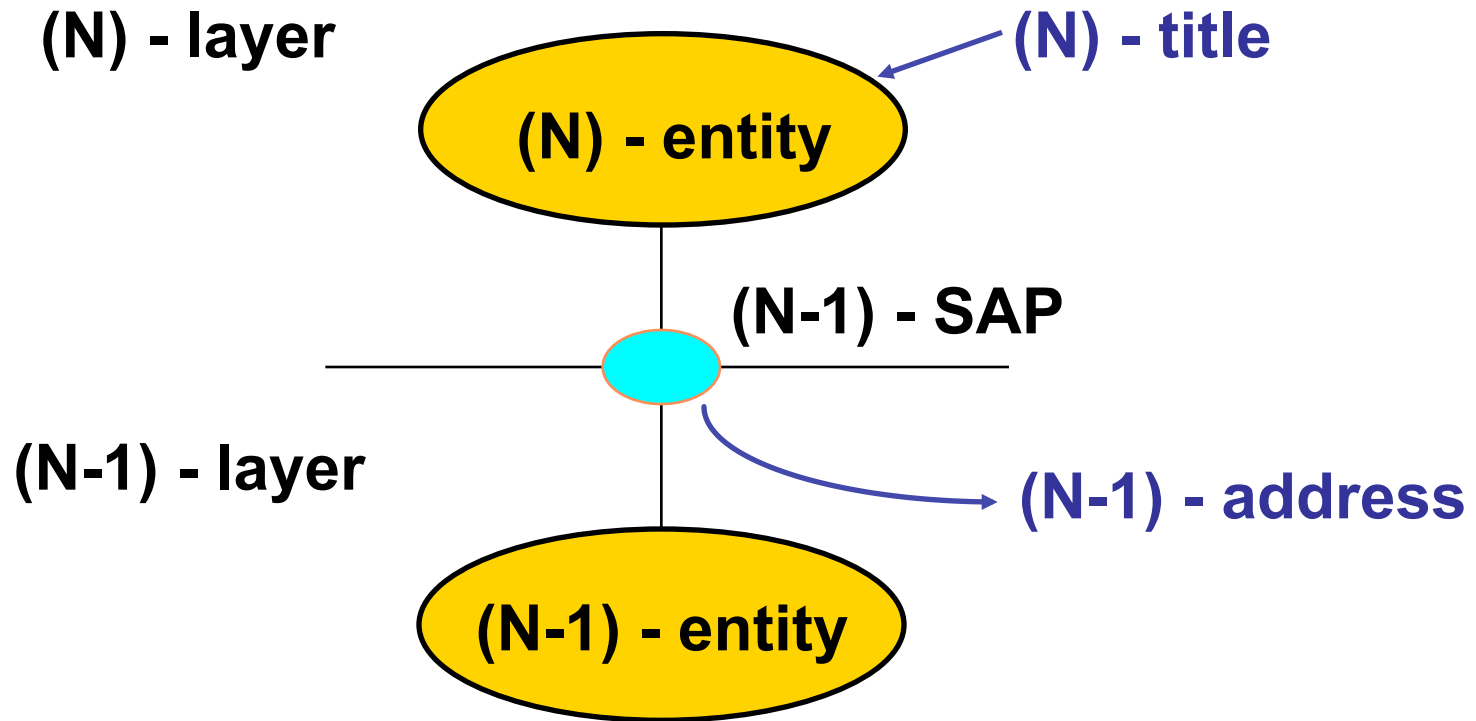 (N) - layer
(N) - title
(N) - entity
(N-1) - SAP
(N-1) - layer
(N-1) - address
(N-1) - entity